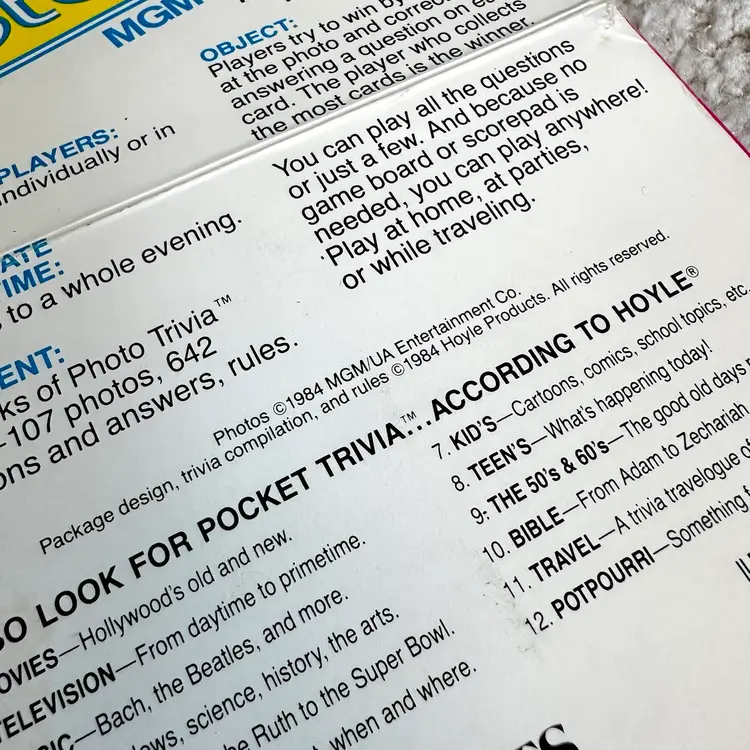 MGM
OBJECT:
Players try to win by
at the photo and correc
answering a question on ea
card. The player who collects
the most cards is the winner.
PLAYERS:
individually or in
You can play all the questions
or just a few. And because no
game board or scorepad is
needed, you can play anywhere!
Play at home, at parties,
or while traveling.
ATE
TIME:
s to a whole evening.
ENT:
ks of Photo Trivia™
-107 photos, 642
ons and answers, rules.
Photos ©1984 MGM/UA Entertainment Co.
Package design, trivia compilation, and rules ©1984 Hoyle Products. All rights reserved.
SO LOOK FOR POCKET TRIVIA™...ACCORDING TO HOYLE®
OVIES—Hollywood's old and new.
TELEVISION—From daytime to primetime.
SIC—Bach, the Beatles, and more.
ews, science, history, the arts.
be Ruth to the Super Bowl.
when and where.
7. KID'S—Cartoons, comics, school topics, etc.
8. TEEN'S—What's happening today!
9. THE 50's & 60's—The good old days
10. BIBLE—From Adam to Zechariah
11. TRAVEL—A trivia travelogue of
12. POTPOURRI—Something f